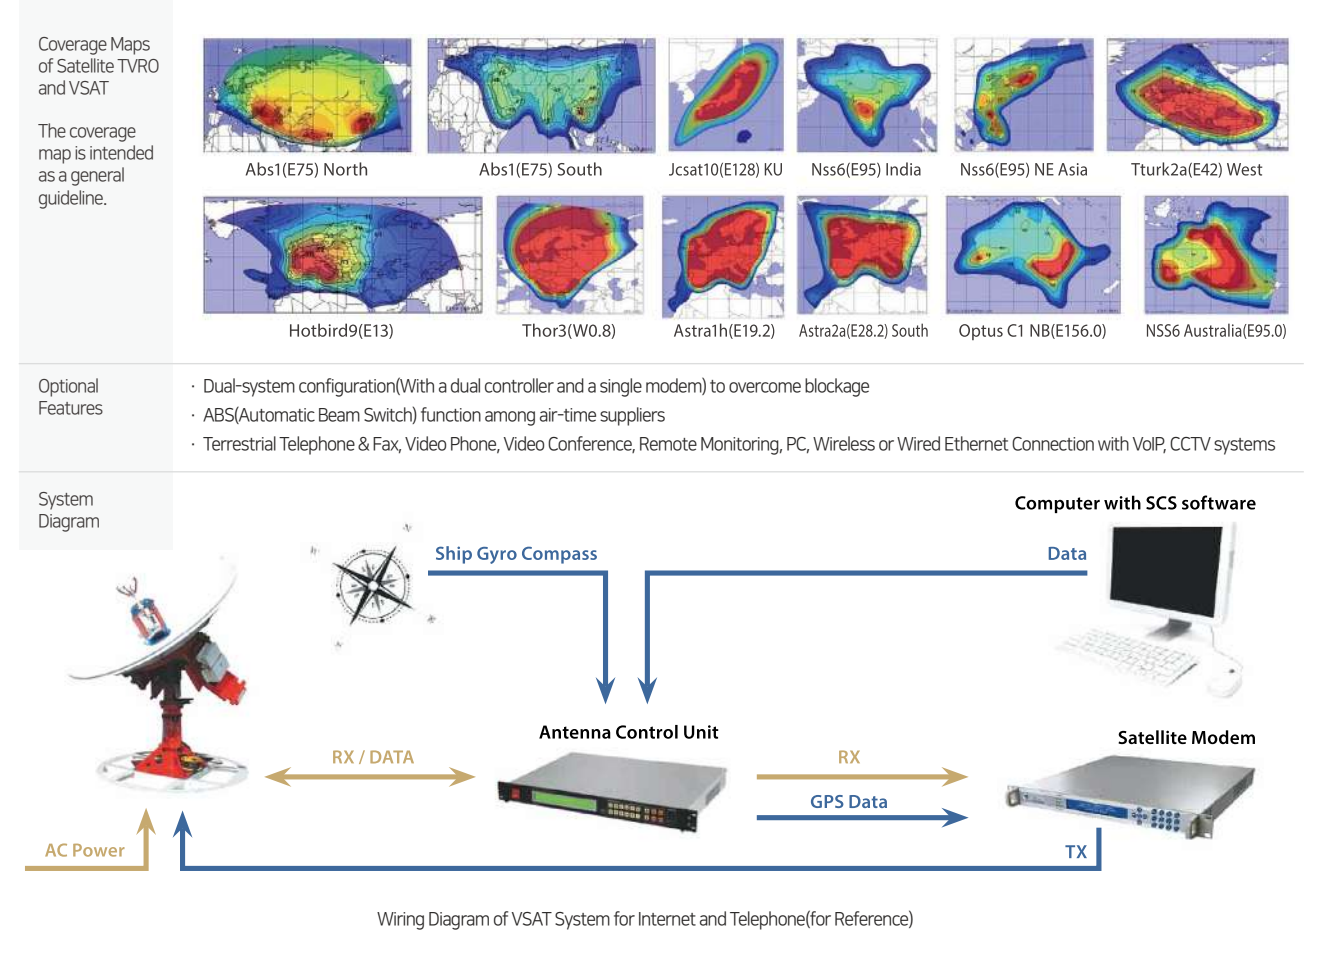 Coverage Maps
of Satellite TVRO
and VSAT
The coverage
map is intended
as a general
guideline.
Abs1(E75) North
Abs1(E75) South
Jcsat10(E128) KU
Nss6(E95) India
Nss6(E95) NE Asia
Tturk2a(E42) West
Hotbird9(E13)
Thor3(W0.8)
Astra1h(E19.2)
Astra2a(E28.2) South
Optus C1 NB(E156.0)
NSS6 Australia(E95.0)
Optional
Features
· Dual-system configuration(With a dual controller and a single modem) to overcome blockage
· ABS(Automatic Beam Switch) function among air-time suppliers
· Terrestrial Telephone & Fax, Video Phone, Video Conference, Remote Monitoring, PC, Wireless or Wired Ethernet Connection with VoIP, CCTV systems
System
Diagram
Computer with SCS software
Ship Gyro Compass
Data
Antenna Control Unit
Satellite Modem
RX / DATA
RX
GPS Data
AC Power
TX
Wiring Diagram of VSAT System for Internet and Telephone(for Reference)